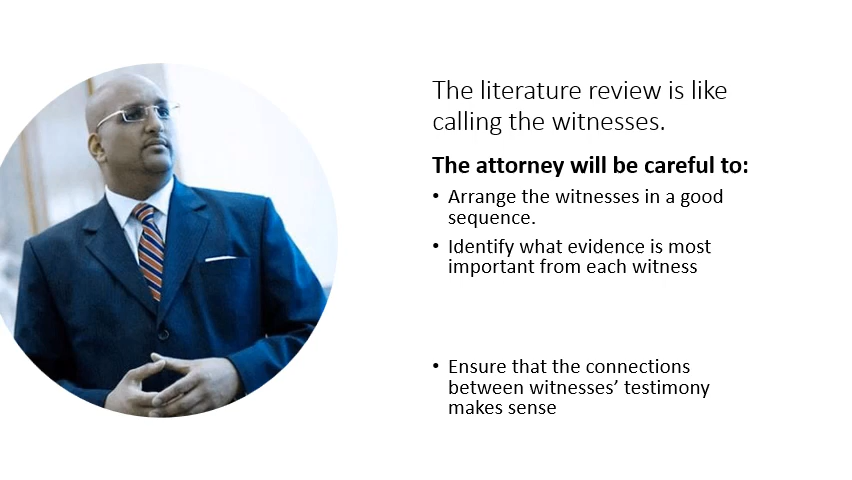 The literature review is like
calling the witnesses.
The attorney will be careful to:
• Arrange the witnesses in a good
sequence.
• Identify what evidence is most
important from each witness
• Ensure that the connections
between witnesses’ testimony
makes sense